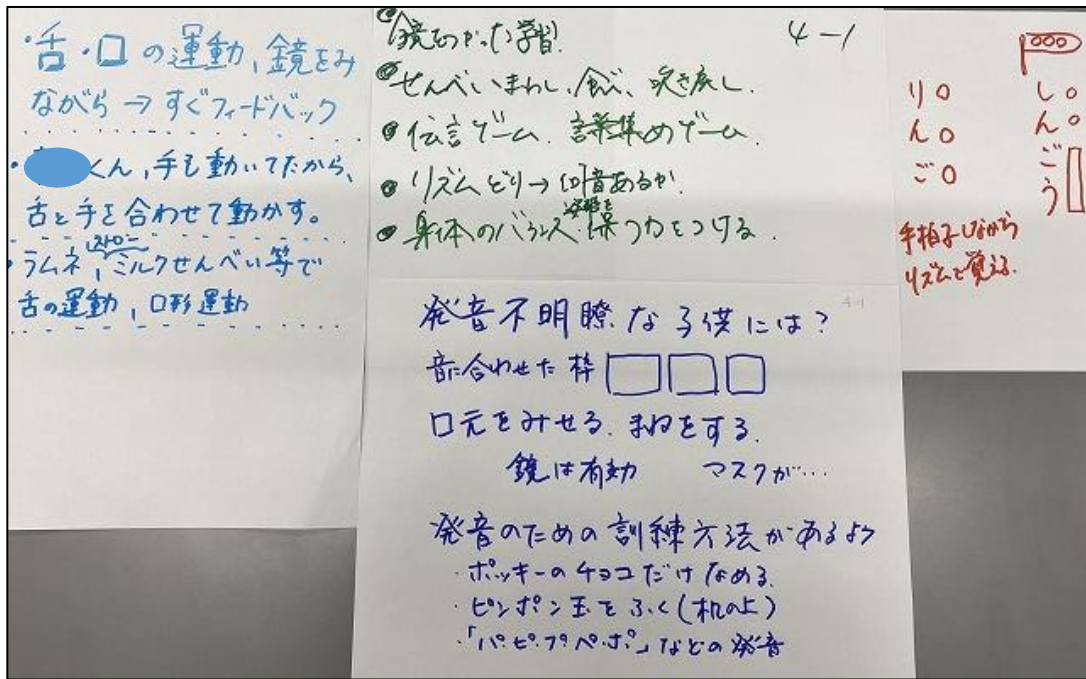 ・舌・口の運動、鏡をみ
ながら → すぐフィードバック
・ くん、手も動いてたから、
舌と手を合わせて動かす。
・ラムネ、ミルクせんべい等で
ストロー
舌の運動、口形運動
4-1
●鏡をつかった学習!
●せんべいまわし、食べ、吹き戻し。
●伝言ゲーム、言葉集めゲーム。
●リズムどり→何音あるか。
●身体のバランス 姿勢を保つ力をつける。
発音不明瞭な子供には?
4-1
音に合わせた枠
口元をみせる。まねをする。
鏡は有効 マスクが…
発音のための訓練方法があるよう
・ポッキーのチョコだけなめる。
・ピンポン玉をふく(机の上)
・「パ・ピ・プ・ペ・ポ」などの発音
りんご
しんごう
手拍子しながら
リズムで覚える。